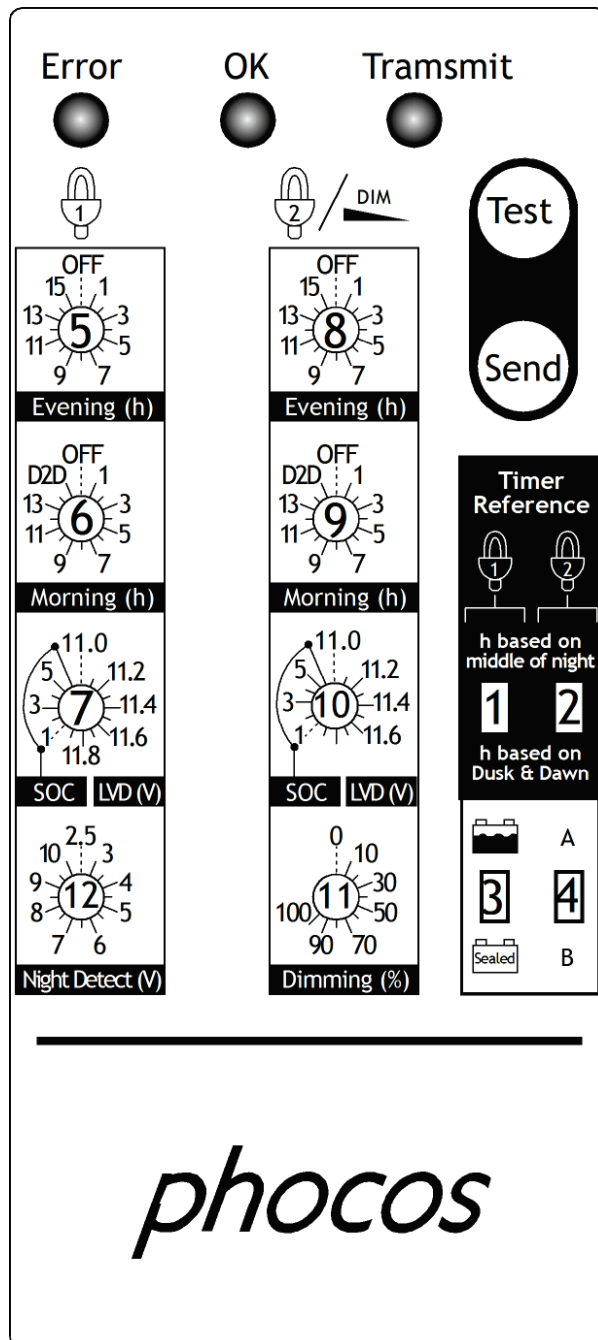 Error OK Tramsmit
1 2 / DIM
Test
Send
OFF
15 1
13 3
11 5
5
9 7
Evening (h)
OFF
15 1
13 3
11 5
8
9 7
Evening (h)
OFF
D2D 1
13 3
11 5
6
9 7
Morning (h)
OFF
D2D 1
13 3
11 5
9
9 7
Morning (h)
11.0
5 11.2
3 7 11.4
1 11.6
11.8
SOC LVD (V)
11.0
5 11.2
3 10 11.4
1 11.6
SOC LVD (V)
2.5
10 3
9 4
12
8 5
7 6
Night Detect (V)
0
10
30
11
100 50
90 70
Dimming (%)
Timer
Reference
1 2
h based on
middle of night
1 2
h based on
Dusk & Dawn
A
3 4
Sealed B
phocos